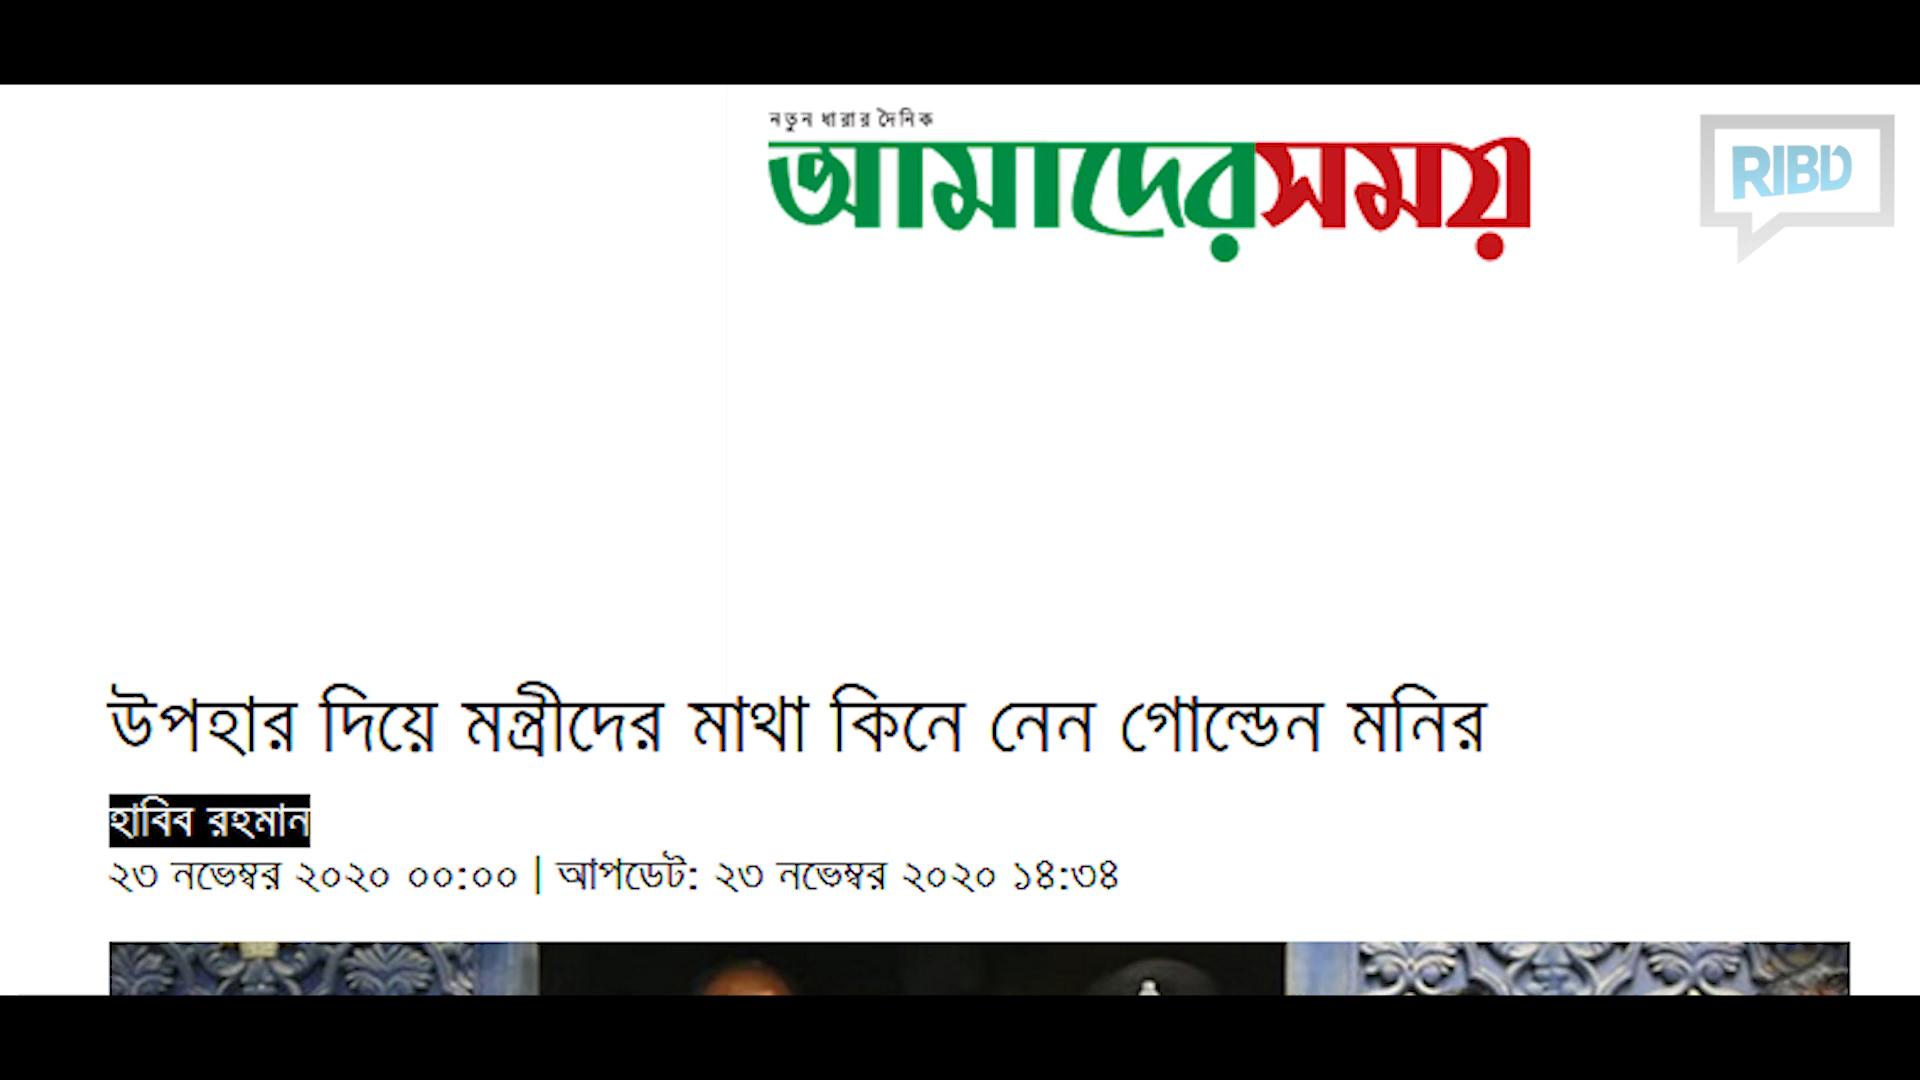 নতুন ধারার দৈনিক
আমাদেরসময়
RIBD
উপহার দিয়ে মন্ত্রীদের মাথা কিনে নেন গোল্ডেন মনির
হাবিব রহমান
২৩ নভেম্বর ২০২০ ০০:০০ | আপডেট: ২৩ নভেম্বর ২০২০ ১৪:৩৪